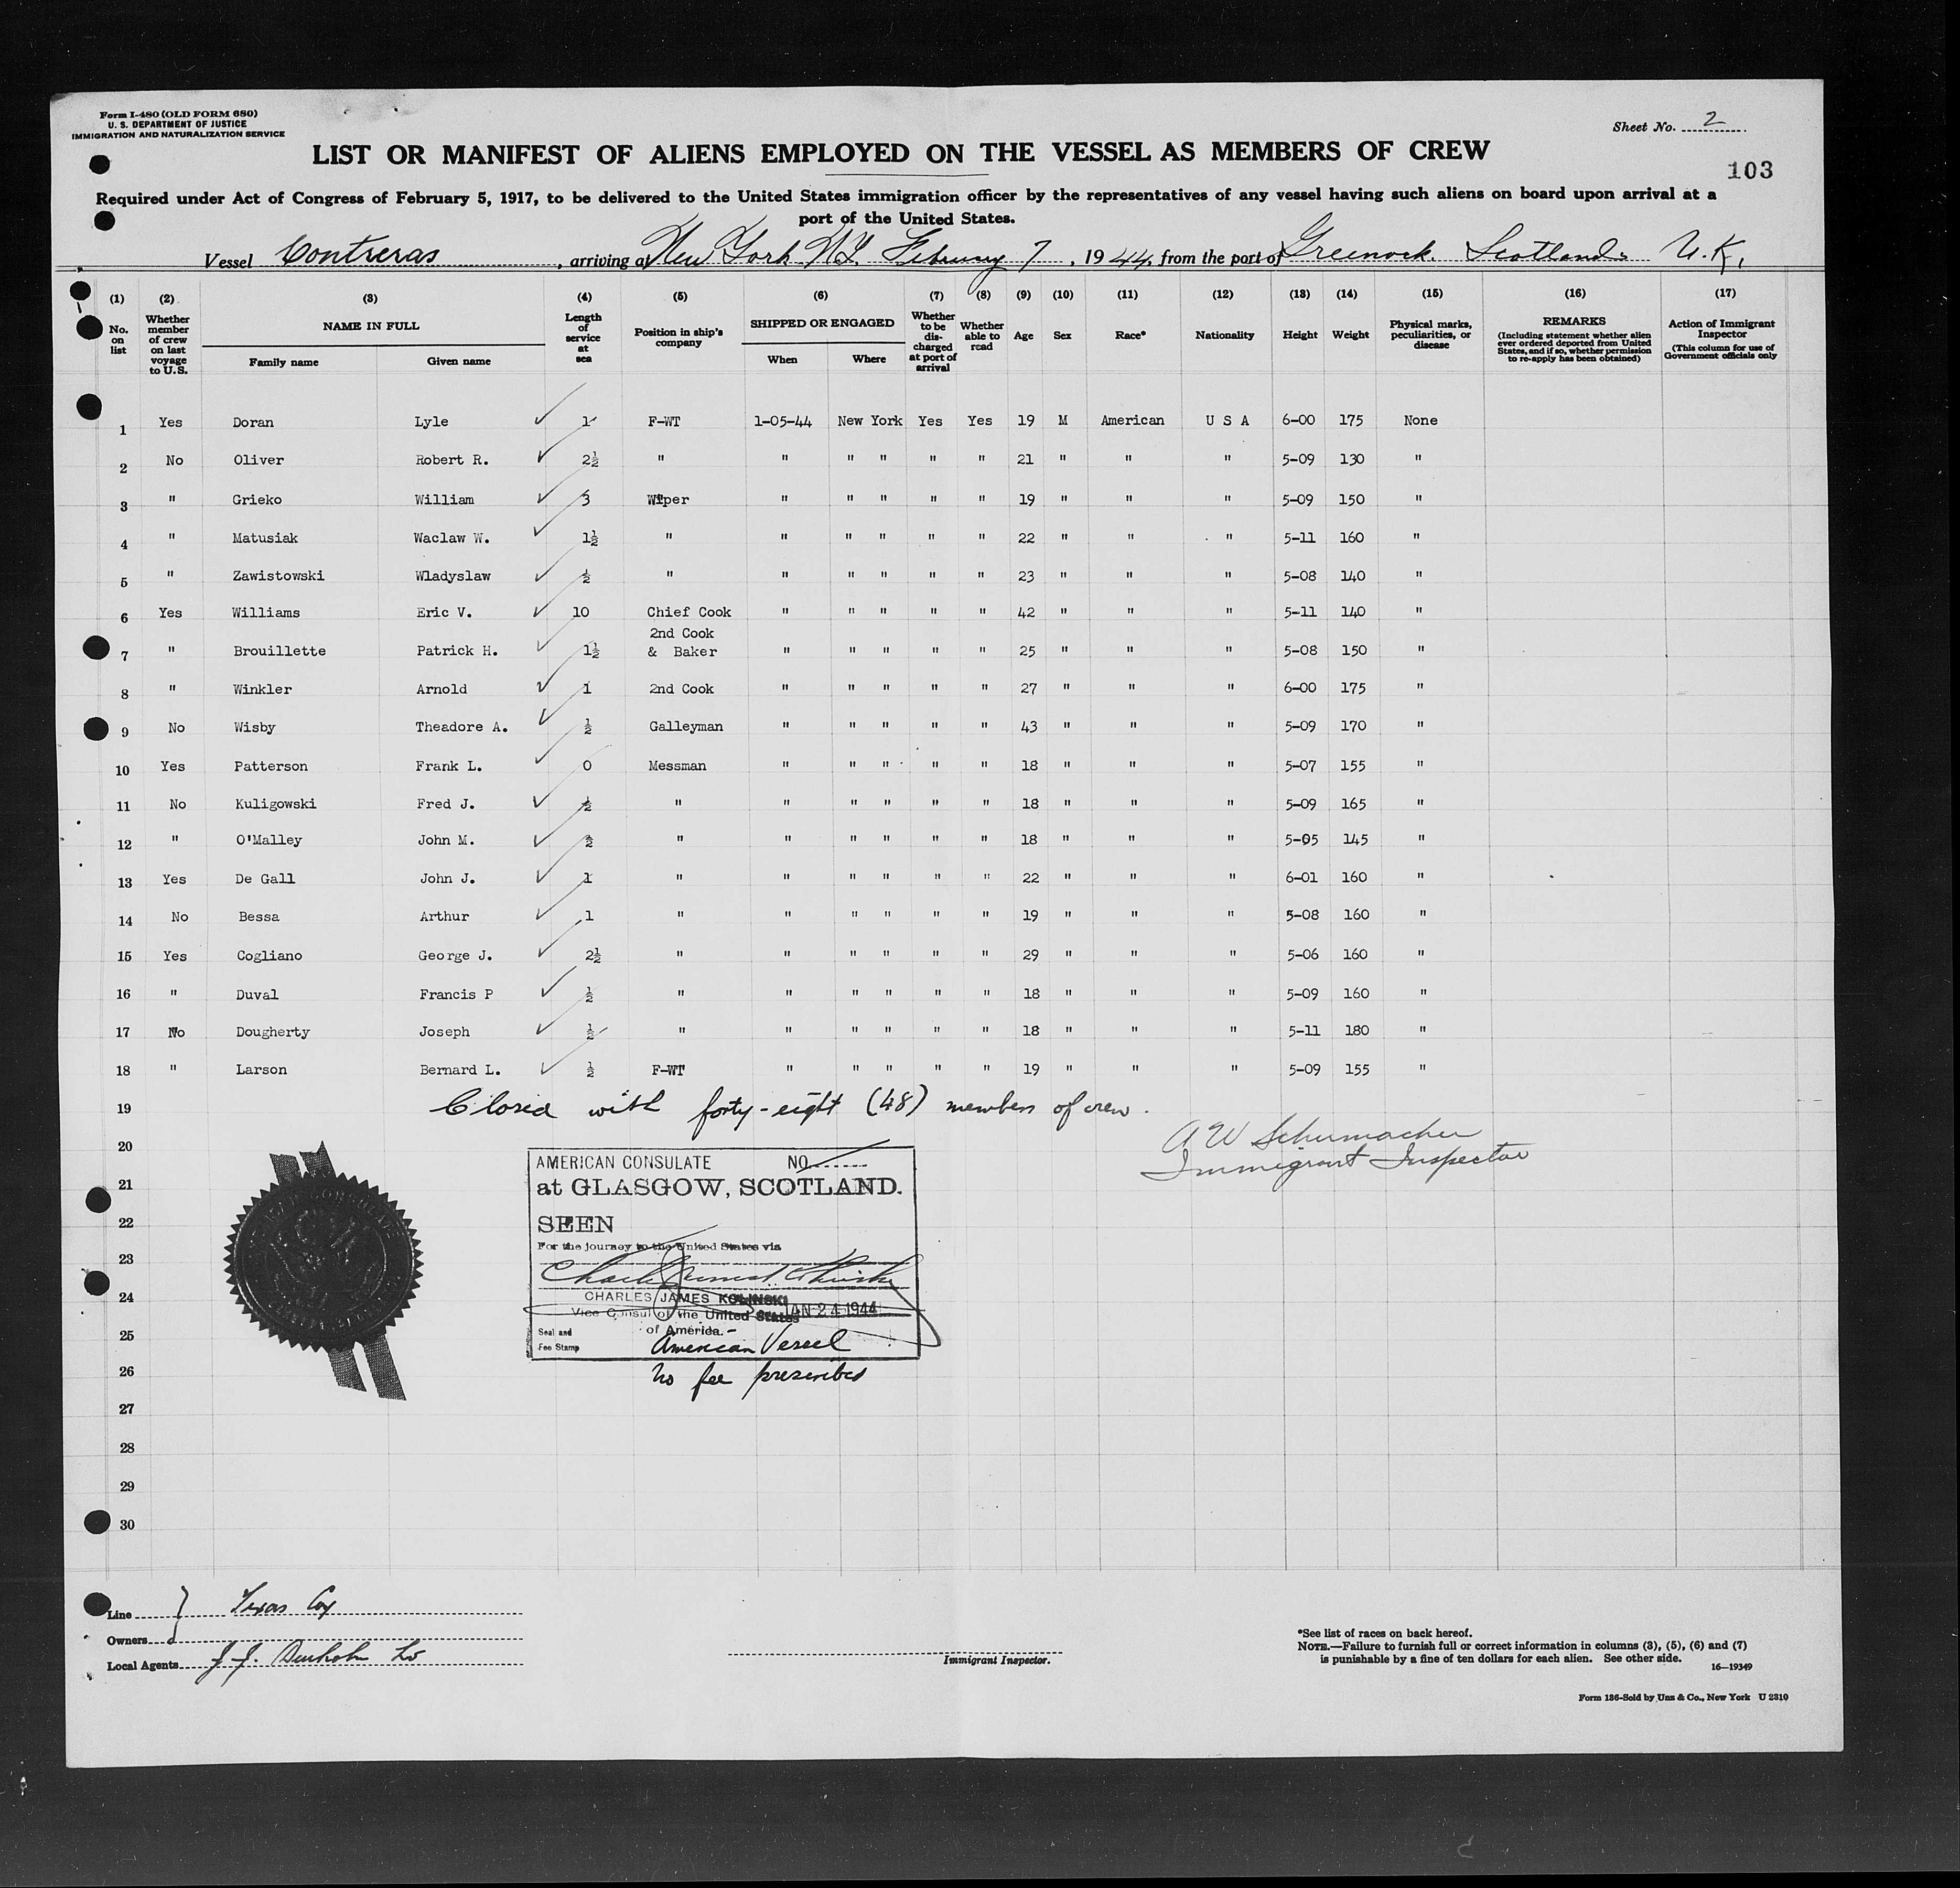 Form I-480 (OLD FORM 680)
U. S. DEPARTMENT OF JUSTICE
IMMIGRATION AND NATURALIZATION SERVICE
Sheet No. 2
LIST OR MANIFEST OF ALIENS EMPLOYED ON THE VESSEL AS MEMBERS OF CREW
103
Required under Act of Congress of February 5, 1917, to be delivered to the United States immigration officer by the representatives of any vessel having such aliens on board upon arrival at a
port of the United States.
Vessel Contreras, arriving at New York N.Y. February 7, 1944, from the port of Greenock Scotland U.K.
(1) No. on list
(2) Whether member of crew on last voyage to U.S.
(3) NAME IN FULL Family name Given name
(4) Length of service at sea
(5) Position in ship's company
(6) SHIPPED OR ENGAGED When Where
(7) Whether to be discharged at port of arrival
(8) Whether able to read
(9) Age
(10) Sex
(11) Race*
(12) Nationality
(13) Height
(14) Weight
(15) Physical marks, peculiarities, or disease
(16) REMARKS (Including statement whether alien ever ordered deported from United States, and if so, whether permission to re-apply has been obtained)
(17) Action of Immigrant Inspector (This column for use of Government officials only
1 Yes Doran Lyle 1 F-WT 1-05-44 New York Yes Yes 19 M American U S A 6-00 175 None
2 No Oliver Robert R. 2½ " " " " " " 21 " " " 5-09 130 "
3 " Grieko William 3 Wiper " " " " " 19 " " " 5-09 150 "
4 " Matusiak Waclaw W. 1½ " " " " " " 22 " " " 5-11 160 "
5 " Zawistowski Wladyslaw ½ " " " " " " 23 " " " 5-08 140 "
6 Yes Williams Eric V. 10 Chief Cook " " " " " 42 " " " 5-11 140 "
7 " Brouillette Patrick H. 1½ 2nd Cook & Baker " " " " " 25 " " " 5-08 150 "
8 " Winkler Arnold 1 2nd Cook " " " " " 27 " " " 6-00 175 "
9 No Wisby Theadore A. ½ Galleyman " " " " " 43 " " " 5-09 170 "
10 Yes Patterson Frank L. 0 Messman " " " " " 18 " " " 5-07 155 "
11 No Kuligowski Fred J. ½ " " " " " " 18 " " " 5-09 165 "
12 " O'Malley John M. ½ " " " " " " 18 " " " 5-05 145 "
13 Yes De Gall John J. 1 " " " " " " 22 " " " 6-01 160 "
14 No Bessa Arthur 1 " " " " " " 19 " " " 5-08 160 "
15 Yes Cogliano George J. 2½ " " " " " " 29 " " " 5-06 160 "
16 " Duval Francis P ½ " " " " " " 18 " " " 5-09 160 "
17 No Dougherty Joseph ½ " " " " " " 18 " " " 5-11 180 "
18 " Larson Bernard L. ½ F-WT " " " " " 19 " " " 5-09 155 "
19 Closed with forty-eight (48) members of crew.
A W Schumacher
Immigrant Inspector
20
21
22
23
24
25
26
27
28
29
30
AMERICAN CONSULATE NO.
at GLASGOW, SCOTLAND.
SEEN
For the journey to the United States via
CHARLES JAMES KOLINSKI
Vice Consul of the United States JAN 24 1944
of America.-
Seal and
Fee Stamp
American Vessel
No fee prescribed
Line Texas Coy
Owners
Local Agents J. J. Denholm
Immigrant Inspector.
*See list of races on back hereof.
NOTE.—Failure to furnish full or correct information in columns (3), (5), (6) and (7)
is punishable by a fine of ten dollars for each alien. See other side.
16—19349
Form 136-Sold by Unz & Co., New York U 2310